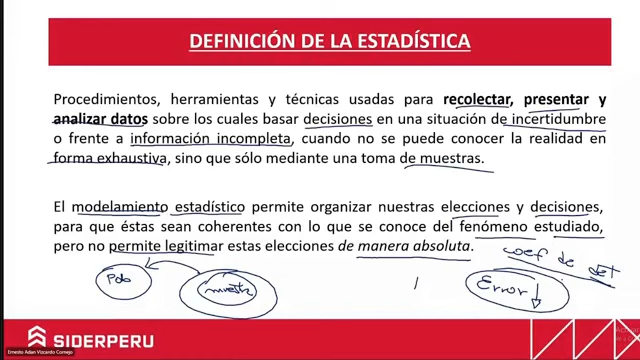 DEFINICIÓN DE LA ESTADÍSTICA
Procedimientos, herramientas y técnicas usadas para recolectar, presentar y
analizar datos sobre los cuales basar decisiones en una situación de incertidumbre
o frente a información incompleta, cuando no se puede conocer la realidad en
forma exhaustiva, sino que sólo mediante una toma de muestras.
El modelamiento estadístico permite organizar nuestras elecciones y decisiones,
para que éstas sean coherentes con lo que se conoce del fenómeno estudiado,
pero no permite legitimar estas elecciones de manera absoluta.
coef de det
Pob
muestra
Error
Ernesto Adan Vizcardo Cornejo
SIDERPERU